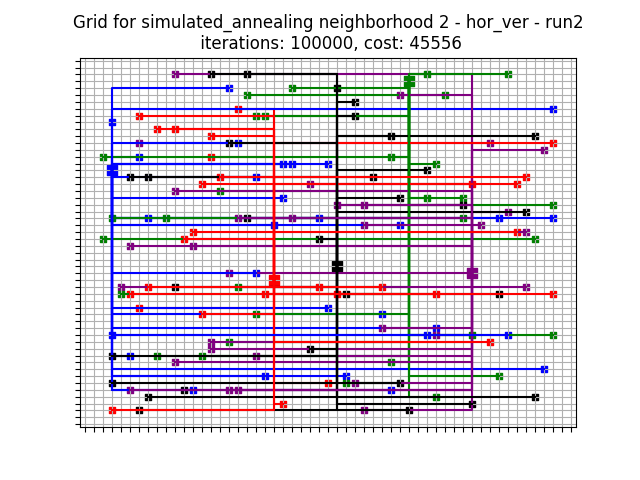 Grid for simulated_annealing neighborhood 2 - hor_ver - run2
iterations: 100000, cost: 45556